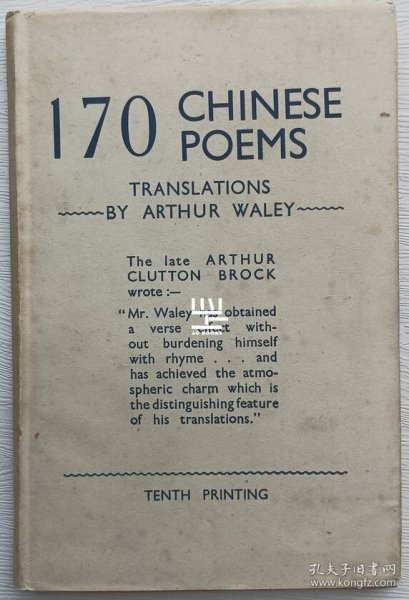 170 CHINESE
POEMS
TRANSLATIONS
BY ARTHUR WALEY
The late ARTHUR
CLUTTON BROCK
wrote :—
“Mr. Waley has obtained
a verse effect with-
out burdening himself
with rhyme . . . and
has achieved the atmo-
spheric charm which is
the distinguishing feature
of his translations.”
TENTH PRINTING
孔夫子旧书网
www.kongfz.com